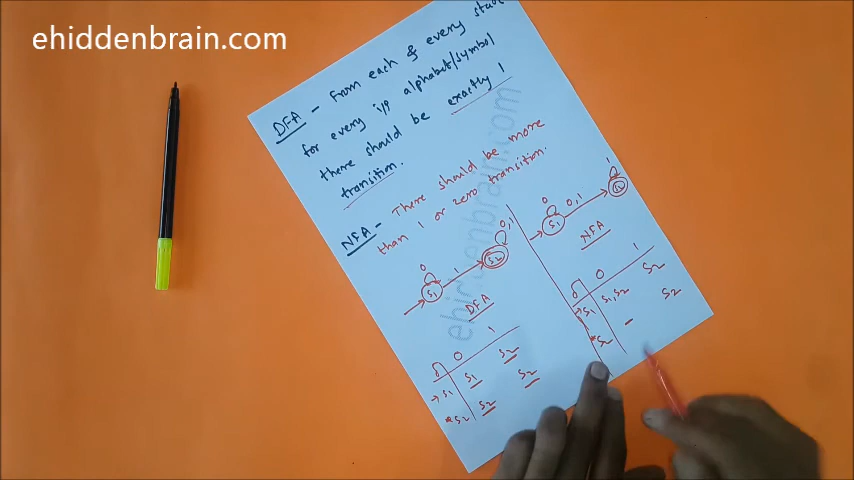 ehiddenbrain.com
DFA - From each & every state
for every i/p alphabet/symbol
there should be exactly 1
transition.
NFA - There should be more
than 1 or zero transition.
0 1 0,1
S1 S2
DFA
δ 0 1
→S1 S1 S2
*S2 S2 S2
0 0,1 1
S1 S2
NFA
δ 0 1
→S1 S1,S2 S2
*S2 - S2
ehiddenbrain.com